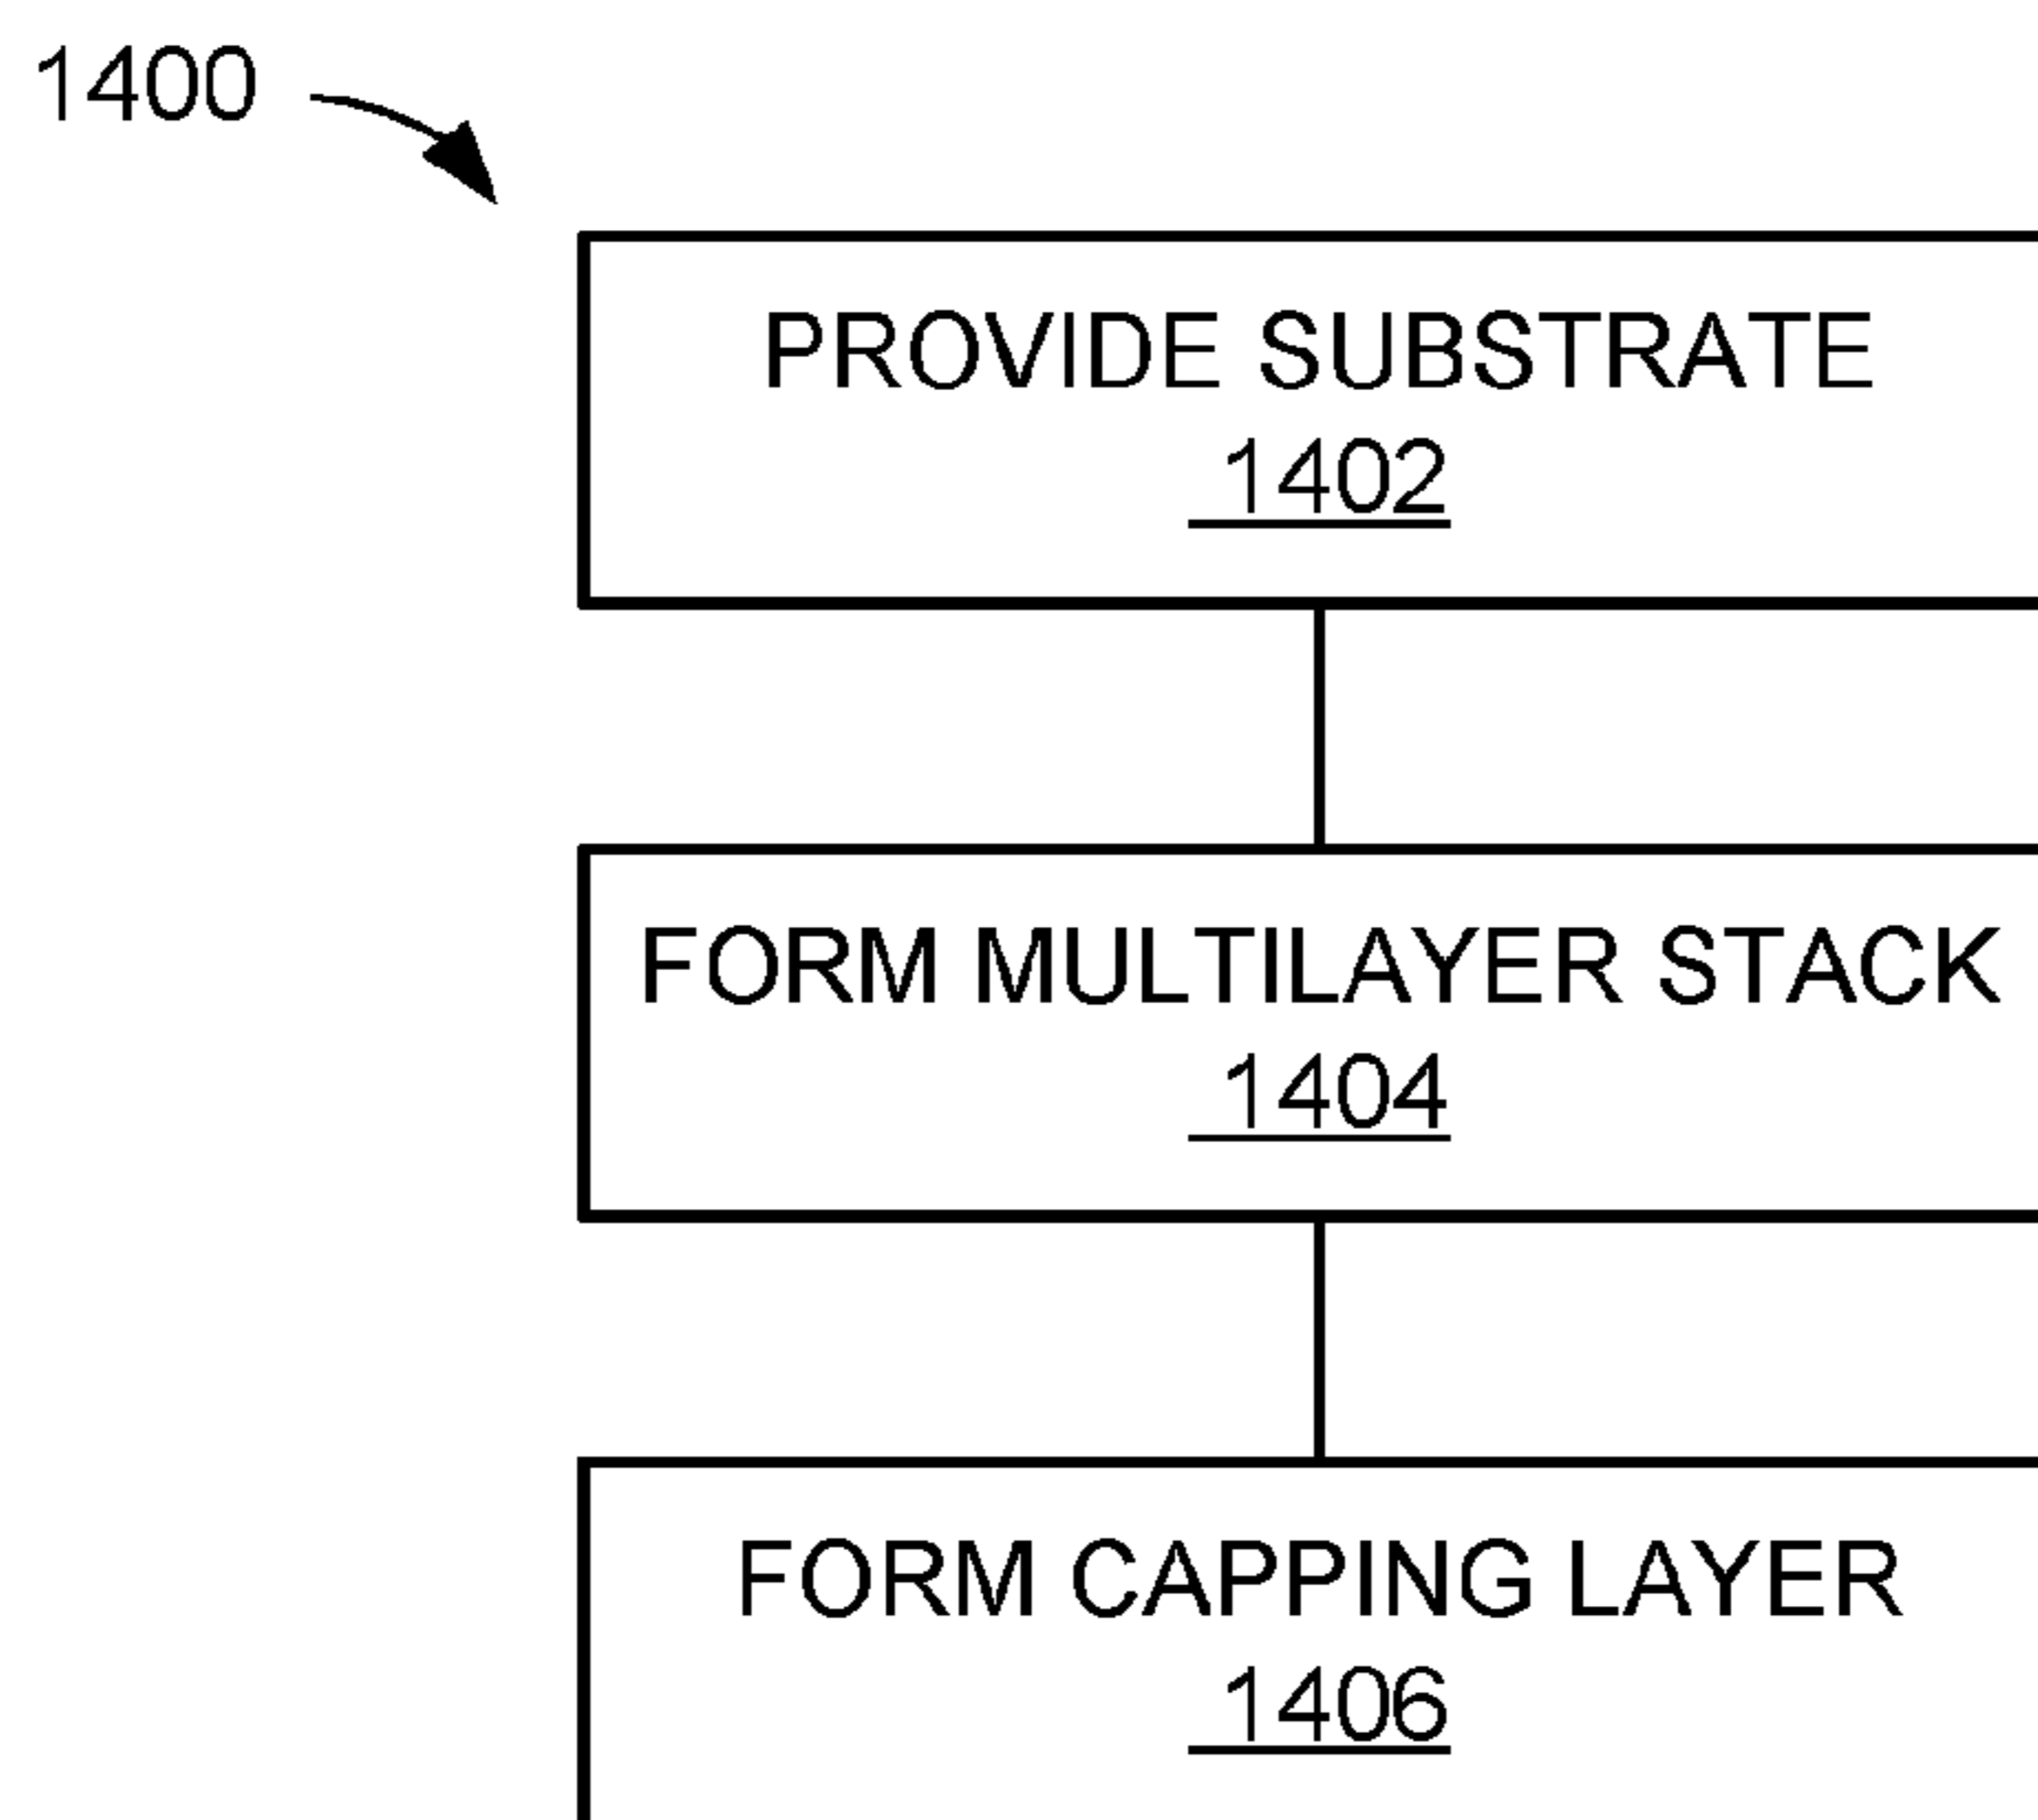 1400
PROVIDE SUBSTRATE
1402
FORM MULTILAYER STACK
1404
FORM CAPPING LAYER
1406